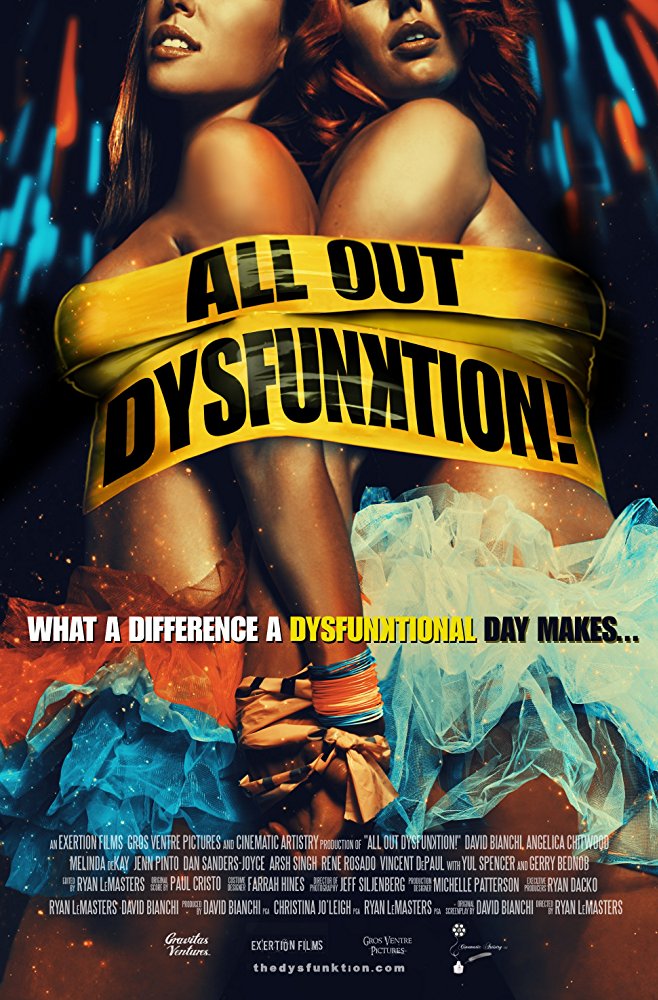 ALL OUT
DYSFUNKTION!
WHAT A DIFFERENCE A DYSFUNKTIONAL DAY MAKES...
AN EXERTION FILMS GROS VENTRE PICTURES AND CINEMATIC ARTISTRY PRODUCTION OF "ALL OUT DYSFUNKTION!" DAVID BIANCHI, ANGELICA CHITWOOD
MELINDA DEKAY JENN PINTO DAN SANDERS-JOYCE ARSH SINGH RENE ROSADO VINCENT DEPAUL WITH YUL SPENCER AND GERRY BEDNOB
EDITED BY RYAN LEMASTERS ORIGINAL SCORE BY PAUL CRISTO COSTUME DESIGNER FARRAH HINES DIRECTOR OF PHOTOGRAPHY JEFF SILJENBERG PRODUCTION DESIGNER MICHELLE PATTERSON EXECUTIVE PRODUCERS RYAN DACKO
RYAN LEMASTERS DAVID BIANCHI PRODUCED BY DAVID BIANCHI PGA CHRISTINA JO'LEIGH PGA RYAN LEMASTERS PGA ORIGINAL SCREENPLAY BY DAVID BIANCHI DIRECTED BY RYAN LEMASTERS
Gravitas Ventures EXERTION FILMS GROS VENTRE PICTURES Cinematic Artistry
thedysfunktion.com